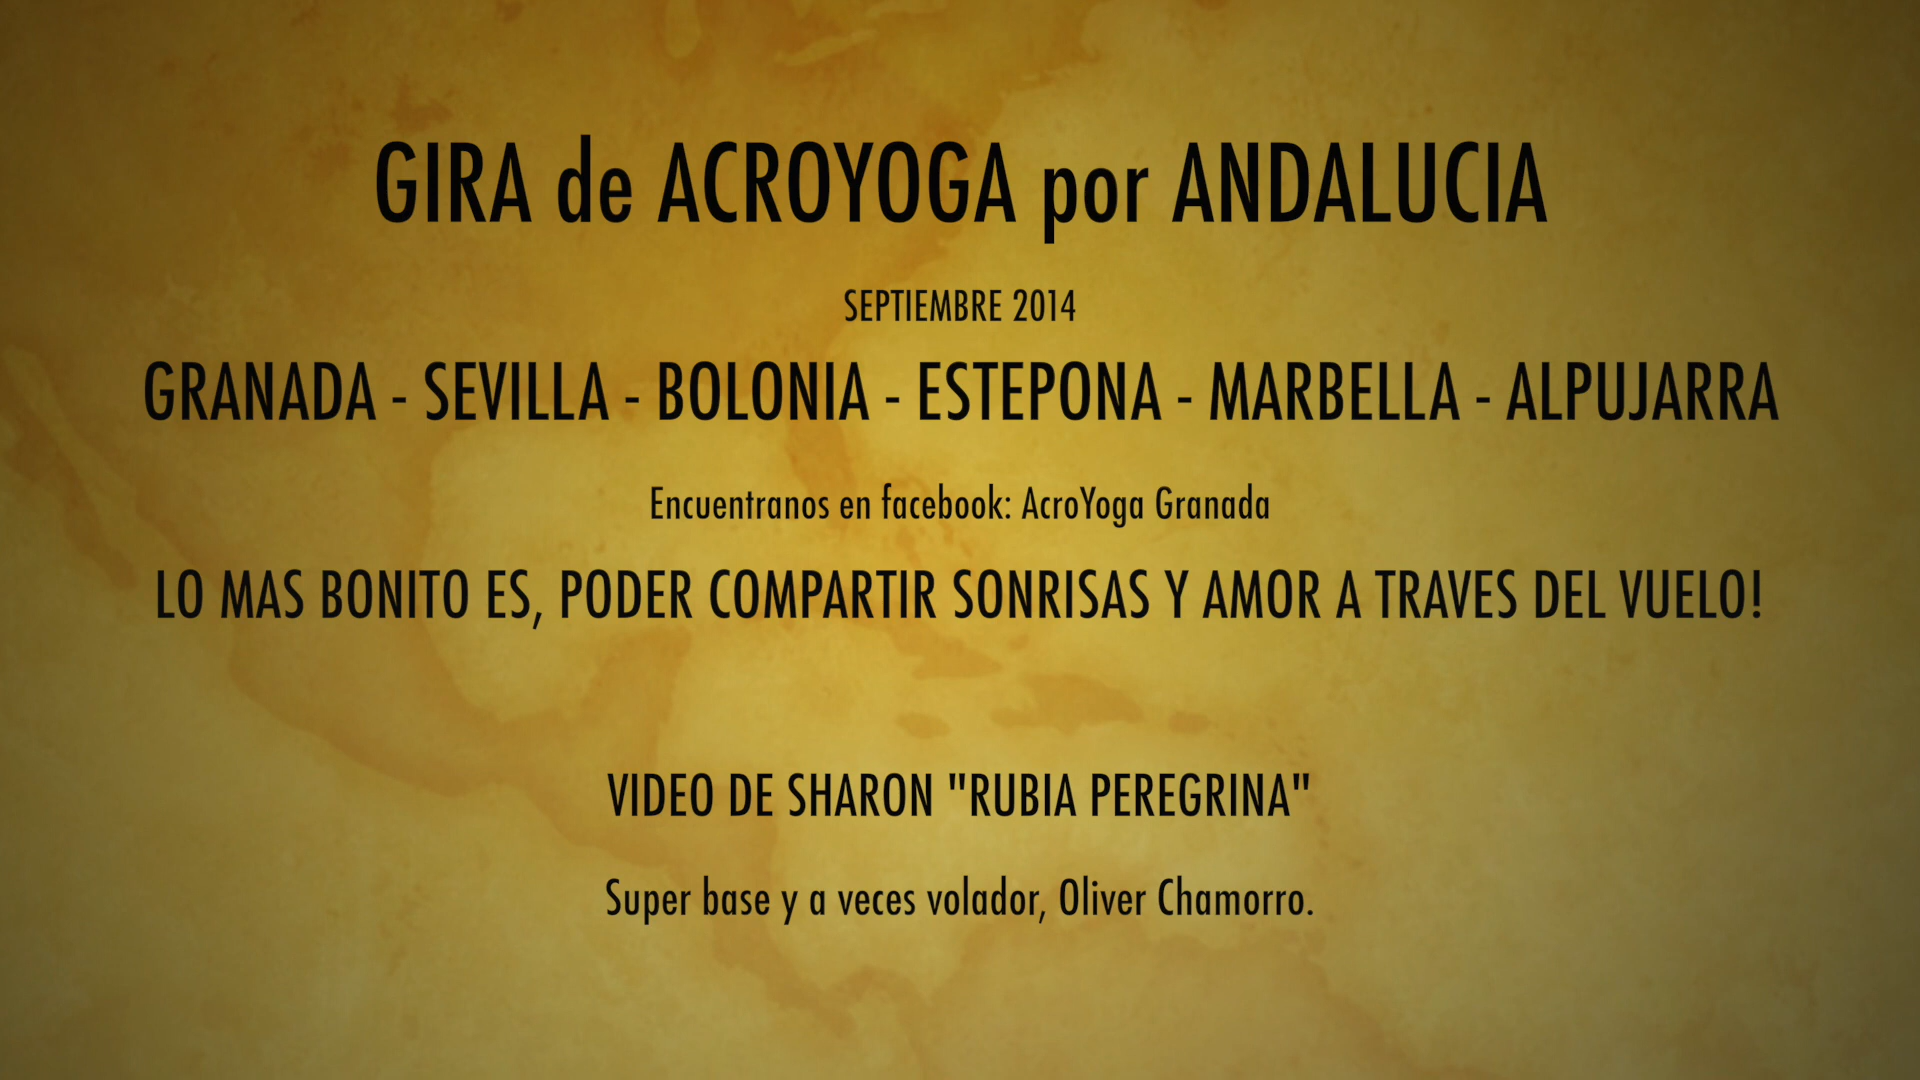 GIRA de ACROYOGA por ANDALUCIA
SEPTIEMBRE 2014
GRANADA - SEVILLA - BOLONIA - ESTEPONA - MARBELLA - ALPUJARRA
Encuentranos en facebook: AcroYoga Granada
LO MAS BONITO ES, PODER COMPARTIR SONRISAS Y AMOR A TRAVES DEL VUELO!
VIDEO DE SHARON "RUBIA PEREGRINA"
Super base y a veces volador, Oliver Chamorro.